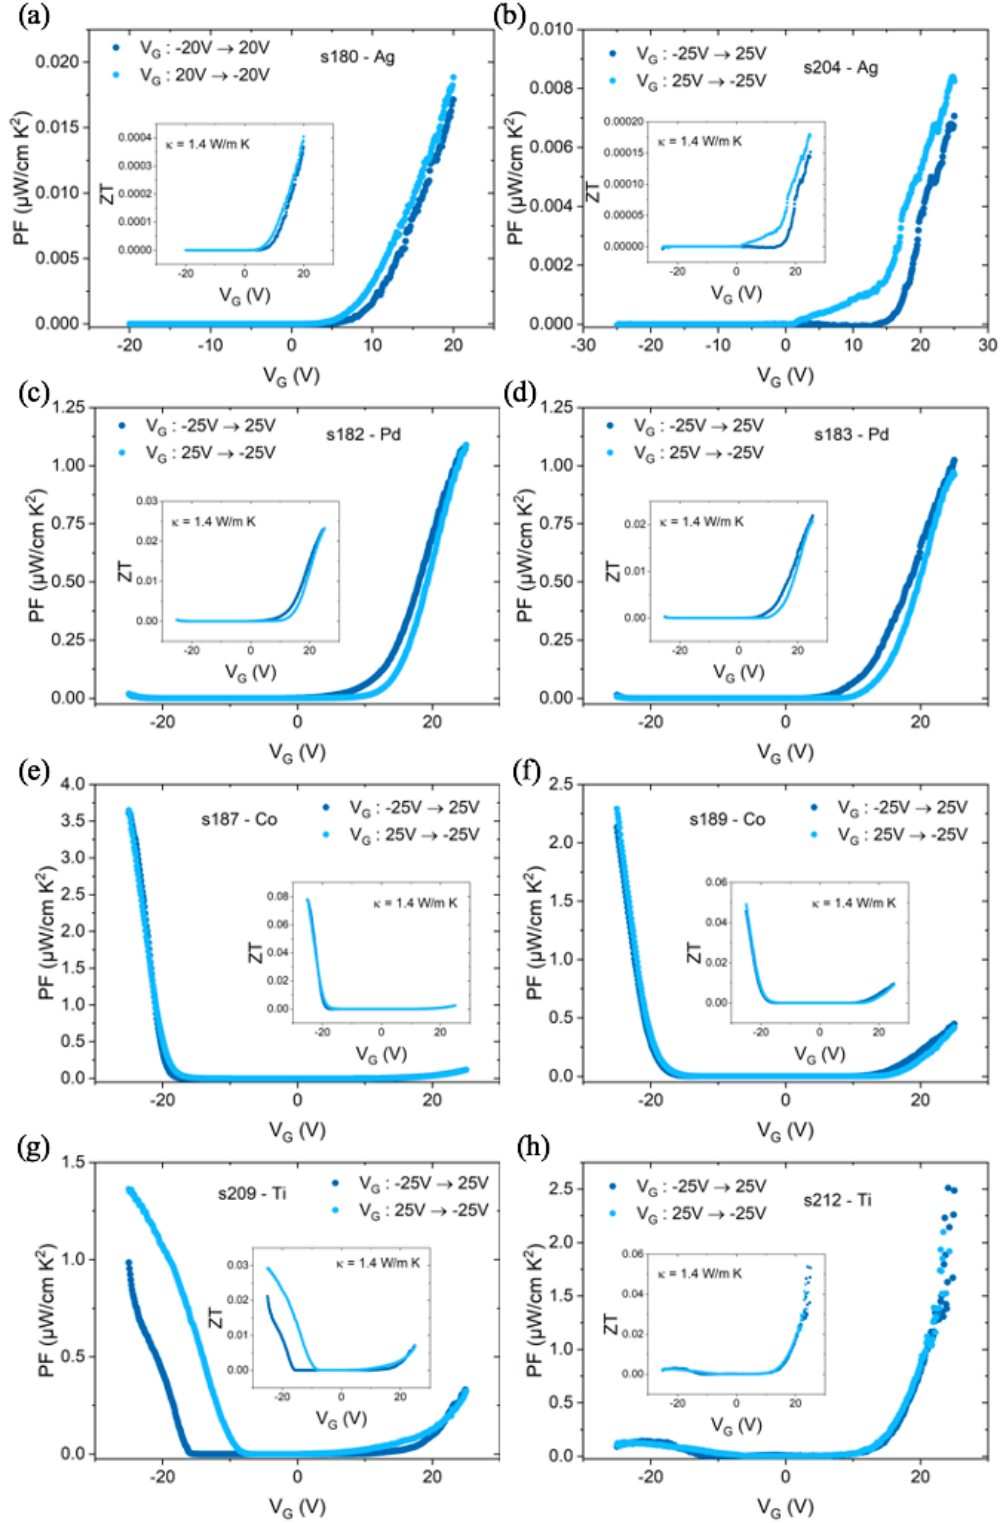 (a)
V_G : -20V → 20V
V_G : 20V → -20V
s180 - Ag
PF (µW/cm K²)
0.020
0.015
0.010
0.005
0.000
-20 -10 0 10 20
V_G (V)
κ = 1.4 W/m K
ZT
0.0004
0.0003
0.0002
0.0001
0.0000
-20 0 20
V_G (V)
(b)
V_G : -25V → 25V
V_G : 25V → -25V
s204 - Ag
PF (µW/cm K²)
0.010
0.008
0.006
0.004
0.002
0.000
-30 -20 -10 0 10 20 30
V_G (V)
κ = 1.4 W/m K
ZT
0.00020
0.00015
0.00010
0.00005
0.00000
-20 0 20
V_G (V)
(c)
V_G : -25V → 25V
V_G : 25V → -25V
s182 - Pd
PF (µW/cm K²)
1.25
1.00
0.75
0.50
0.25
0.00
-20 0 20
V_G (V)
κ = 1.4 W/m K
ZT
0.03
0.02
0.01
0.00
-20 0 20
V_G (V)
(d)
V_G : -25V → 25V
V_G : 25V → -25V
s183 - Pd
PF (µW/cm K²)
1.25
1.00
0.75
0.50
0.25
0.00
-20 0 20
V_G (V)
κ = 1.4 W/m K
ZT
0.02
0.01
0.00
-20 0 20
V_G (V)
(e)
s187 - Co
V_G : -25V → 25V
V_G : 25V → -25V
PF (µW/cm K²)
4.0
3.5
3.0
2.5
2.0
1.5
1.0
0.5
0.0
-20 0 20
V_G (V)
κ = 1.4 W/m K
ZT
0.08
0.06
0.04
0.02
0.00
-20 0 20
V_G (V)
(f)
s189 - Co
V_G : -25V → 25V
V_G : 25V → -25V
PF (µW/cm K²)
2.5
2.0
1.5
1.0
0.5
0.0
-20 0 20
V_G (V)
κ = 1.4 W/m K
ZT
0.06
0.04
0.02
0.00
-20 0 20
V_G (V)
(g)
s209 - Ti
V_G : -25V → 25V
V_G : 25V → -25V
PF (µW/cm K²)
1.5
1.0
0.5
0.0
-20 0 20
V_G (V)
κ = 1.4 W/m K
ZT
0.03
0.02
0.01
0.00
-20 0 20
V_G (V)
(h)
V_G : -25V → 25V
V_G : 25V → -25V
s212 - Ti
PF (µW/cm K²)
2.5
2.0
1.5
1.0
0.5
0.0
-20 0 20
V_G (V)
κ = 1.4 W/m K
ZT
0.06
0.04
0.02
0.00
-20 0 20
V_G (V)